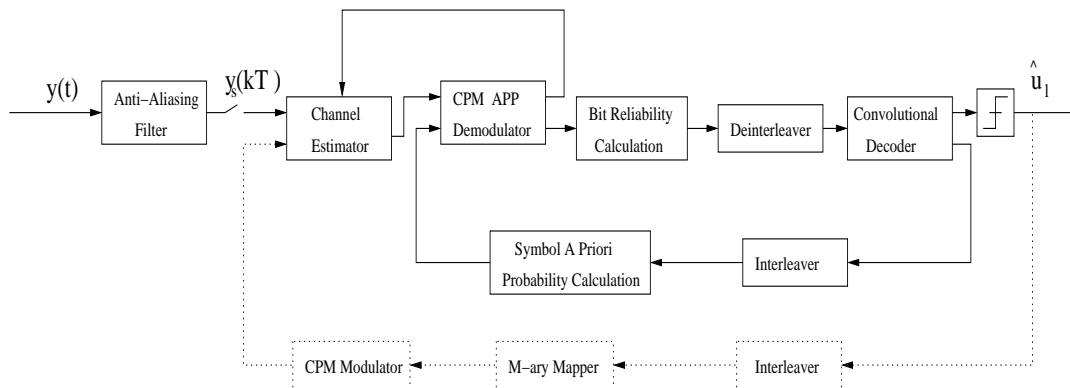 y(t)
Anti-Aliasing
Filter
y_s(kT)
Channel
Estimator
CPM APP
Demodulator
Bit Reliability
Calculation
Deinterleaver
Convolutional
Decoder
û_l
Symbol A Priori
Probability Calculation
Interleaver
CPM Modulator
M-ary Mapper
Interleaver